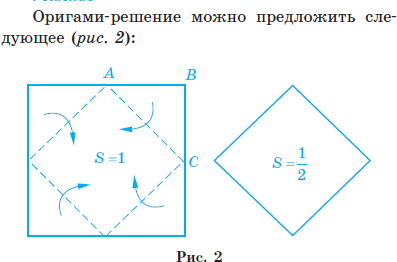 Оригами-решение можно предложить сле-
дующее (рис. 2):
A
B
S = 1
C
S = 1/2
Рис. 2